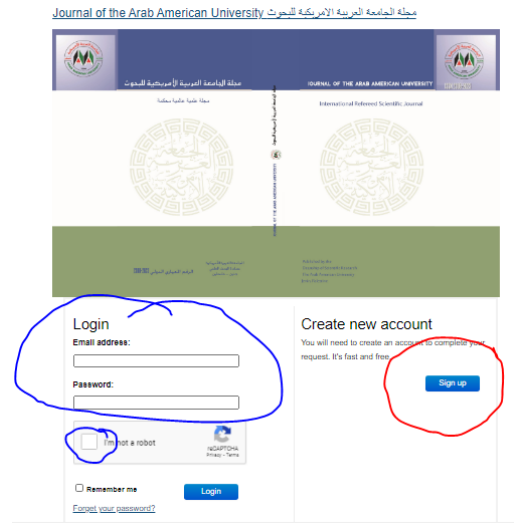 Journal of the Arab American University مجلة الجامعة العربية الامريكية للبحوث
مجلة الجامعة العربية الأمريكية للبحوث
JOURNAL OF THE ARAB AMERICAN UNIVERSITY
مجلة علمية عالمية محكمة
International Refereed Scientific Journal
Login
Email address:
Password:
I'm not a robot
reCAPTCHA
Privacy - Terms
Remember me
Login
Forget your password?
Create new account
You will need to create an account to complete your
request. It's fast and free.
Sign up